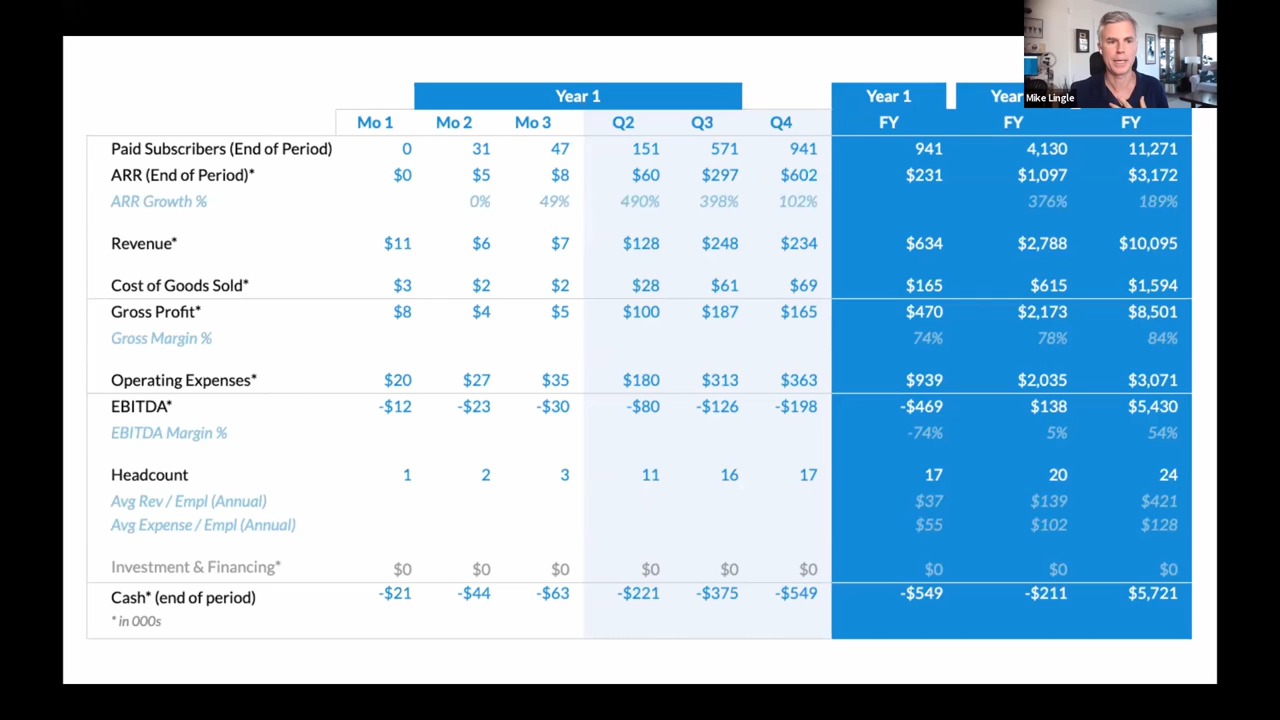 Mike Lingle
Year 1 Year 1 Year
Mo 1 Mo 2 Mo 3 Q2 Q3 Q4 FY FY FY
Paid Subscribers (End of Period) 0 31 47 151 571 941 941 4,130 11,271
ARR (End of Period)* $0 $5 $8 $60 $297 $602 $231 $1,097 $3,172
ARR Growth % 0% 49% 490% 398% 102% 376% 189%
Revenue* $11 $6 $7 $128 $248 $234 $634 $2,788 $10,095
Cost of Goods Sold* $3 $2 $2 $28 $61 $69 $165 $615 $1,594
Gross Profit* $8 $4 $5 $100 $187 $165 $470 $2,173 $8,501
Gross Margin % 74% 78% 84%
Operating Expenses* $20 $27 $35 $180 $313 $363 $939 $2,035 $3,071
EBITDA* -$12 -$23 -$30 -$80 -$126 -$198 -$469 $138 $5,430
EBITDA Margin % -74% 5% 54%
Headcount 1 2 3 11 16 17 17 20 24
Avg Rev / Empl (Annual) $37 $139 $421
Avg Expense / Empl (Annual) $55 $102 $128
Investment & Financing* $0 $0 $0 $0 $0 $0 $0 $0 $0
Cash* (end of period) -$21 -$44 -$63 -$221 -$375 -$549 -$549 -$211 $5,721
* in 000s